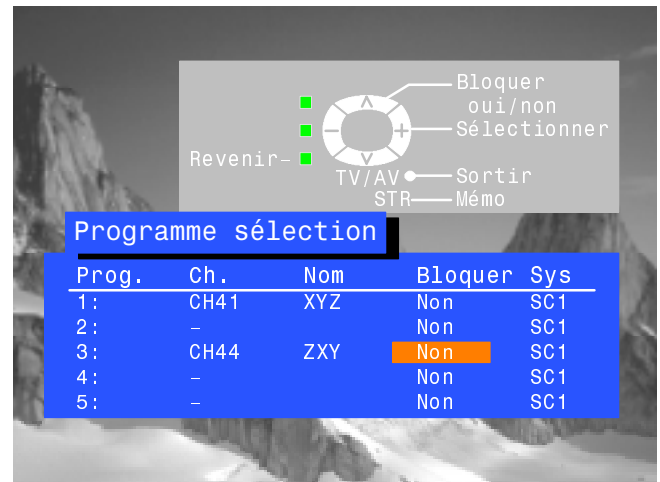 Bloquer
oui/non
Sélectionner
Revenir
TV/AV Sortir
STR Mémo
Programme sélection
Prog. Ch. Nom Bloquer Sys
1: CH41 XYZ Non SC1
2: – Non SC1
3: CH44 ZXY Non SC1
4: – Non SC1
5: – Non SC1